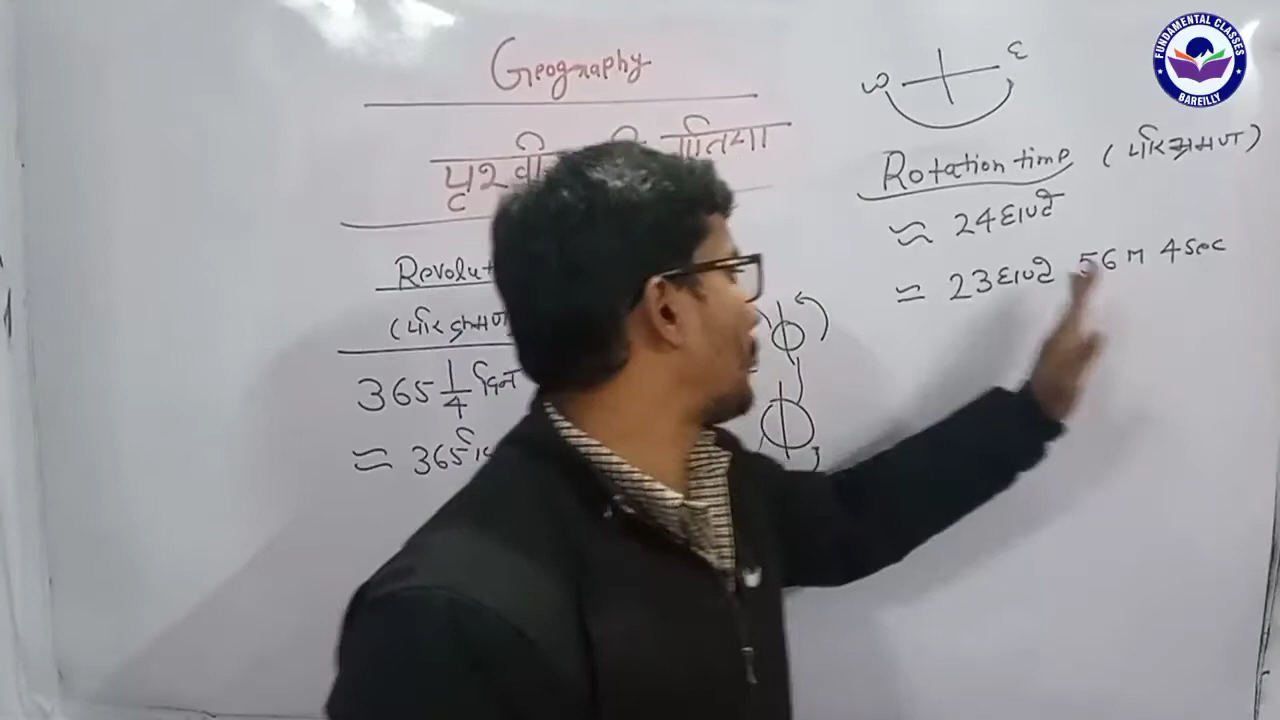 Geography
पृथ्वी गतियां
Revolut
(परिक्रमण
365 1/4 दिन
≈ 365
W E
Rotation time (परिभ्रमण)
≈ 24 घण्टे
≈ 23 घण्टे 56 M 4 Sec
FUNDAMENTAL CLASSES
BAREILLY